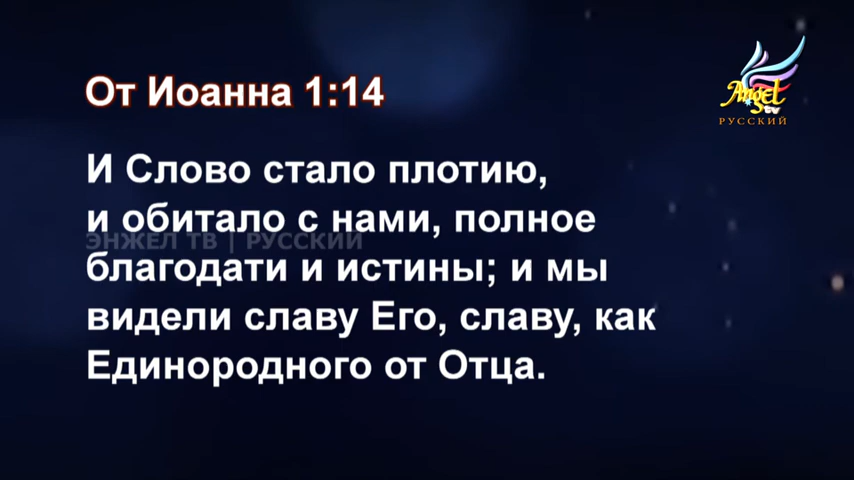 От Иоанна 1:14
Angel tv
РУССКИЙ
И Слово стало плотию,
и обитало с нами, полное
ЭНЖЕЛ ТВ | РУССКИЙ
благодати и истины; и мы
видели славу Его, славу, как
Единородного от Отца.